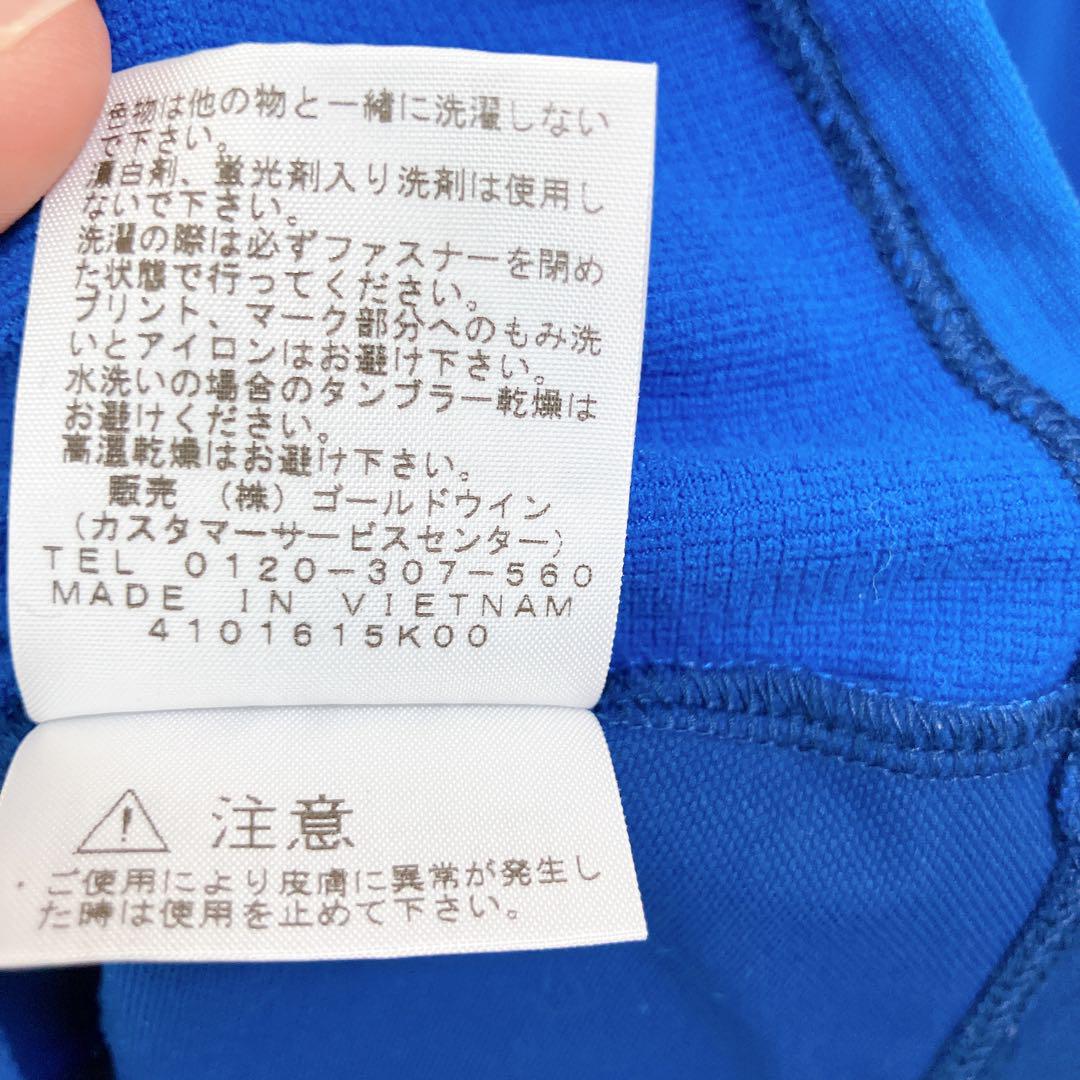 色物は他の物と一緒に洗濯しない
で下さい。
漂白剤、蛍光剤入り洗剤は使用し
ないで下さい。
洗濯の際は必ずファスナーを閉め
た状態で行ってください。
プリント、マーク部分へのもみ洗
いとアイロンはお避け下さい。
水洗いの場合のタンブラー乾燥は
お避けください。
高温乾燥はお避け下さい。
販売 (株)ゴールドウイン
(カスタマーサービスセンター)
TEL 0120-307-560
MADE IN VIETNAM
4101615K00
注意
・ご使用により皮膚に異常が発生し
た時は使用を止めて下さい。